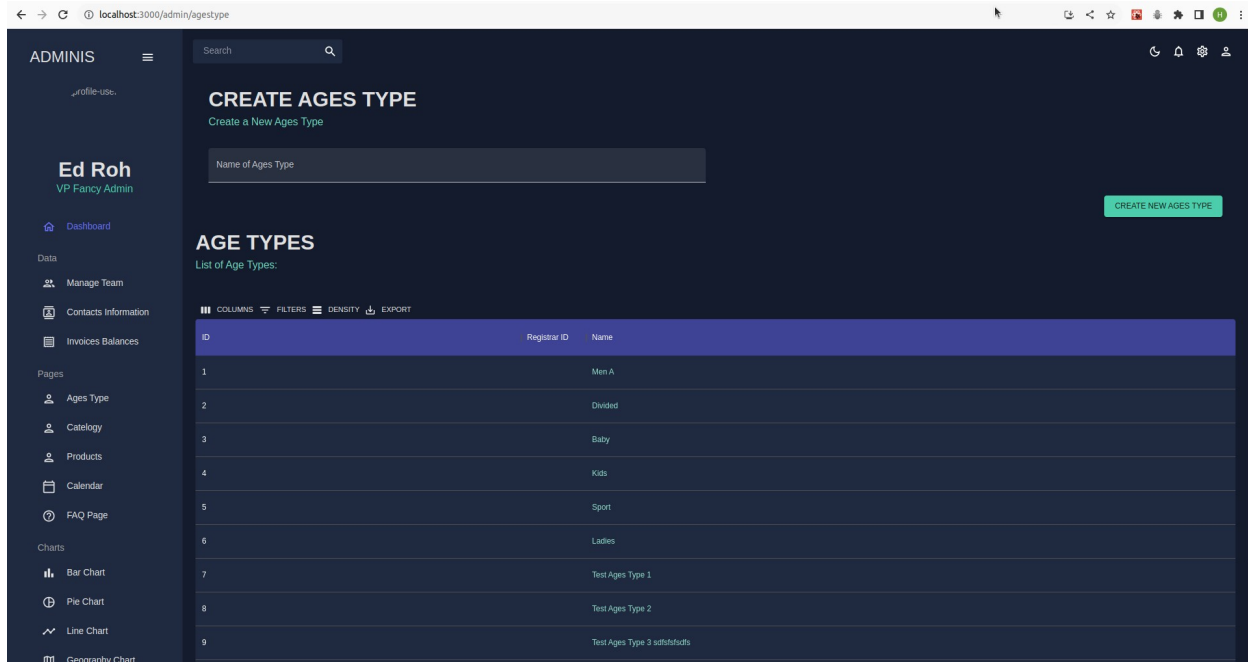 localhost:3000/admin/agestype
ADMINIS
Search
Ed Roh
VP Fancy Admin
Dashboard
Data
Manage Team
Contacts Information
Invoices Balances
Pages
Ages Type
Catelogy
Products
Calendar
FAQ Page
Charts
Bar Chart
Pie Chart
Line Chart
Geography Chart
CREATE AGES TYPE
Create a New Ages Type
Name of Ages Type
CREATE NEW AGES TYPE
AGE TYPES
List of Age Types:
COLUMNS FILTERS DENSITY EXPORT
ID Registrar ID Name
1 Men A
2 Divided
3 Baby
4 Kids
5 Sport
6 Ladies
7 Test Ages Type 1
8 Test Ages Type 2
9 Test Ages Type 3 sdfsfsfsdfs
H